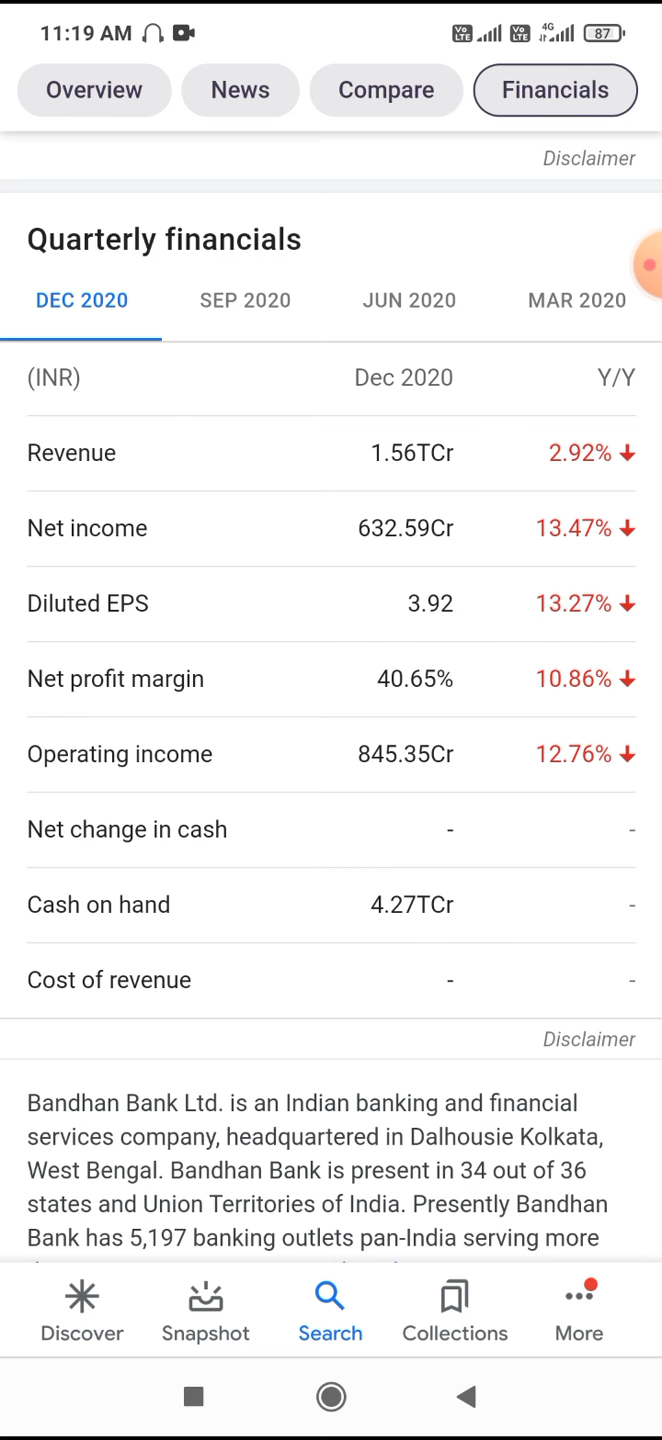 11:19 AM Vo LTE Vo LTE 4G 87
Overview News Compare Financials
Disclaimer
Quarterly financials
DEC 2020 SEP 2020 JUN 2020 MAR 2020
(INR) Dec 2020 Y/Y
Revenue 1.56TCr 2.92%
Net income 632.59Cr 13.47%
Diluted EPS 3.92 13.27%
Net profit margin 40.65% 10.86%
Operating income 845.35Cr 12.76%
Net change in cash - -
Cash on hand 4.27TCr -
Cost of revenue - -
Disclaimer
Bandhan Bank Ltd. is an Indian banking and financial
services company, headquartered in Dalhousie Kolkata,
West Bengal. Bandhan Bank is present in 34 out of 36
states and Union Territories of India. Presently Bandhan
Bank has 5,197 banking outlets pan-India serving more
Discover Snapshot Search Collections More